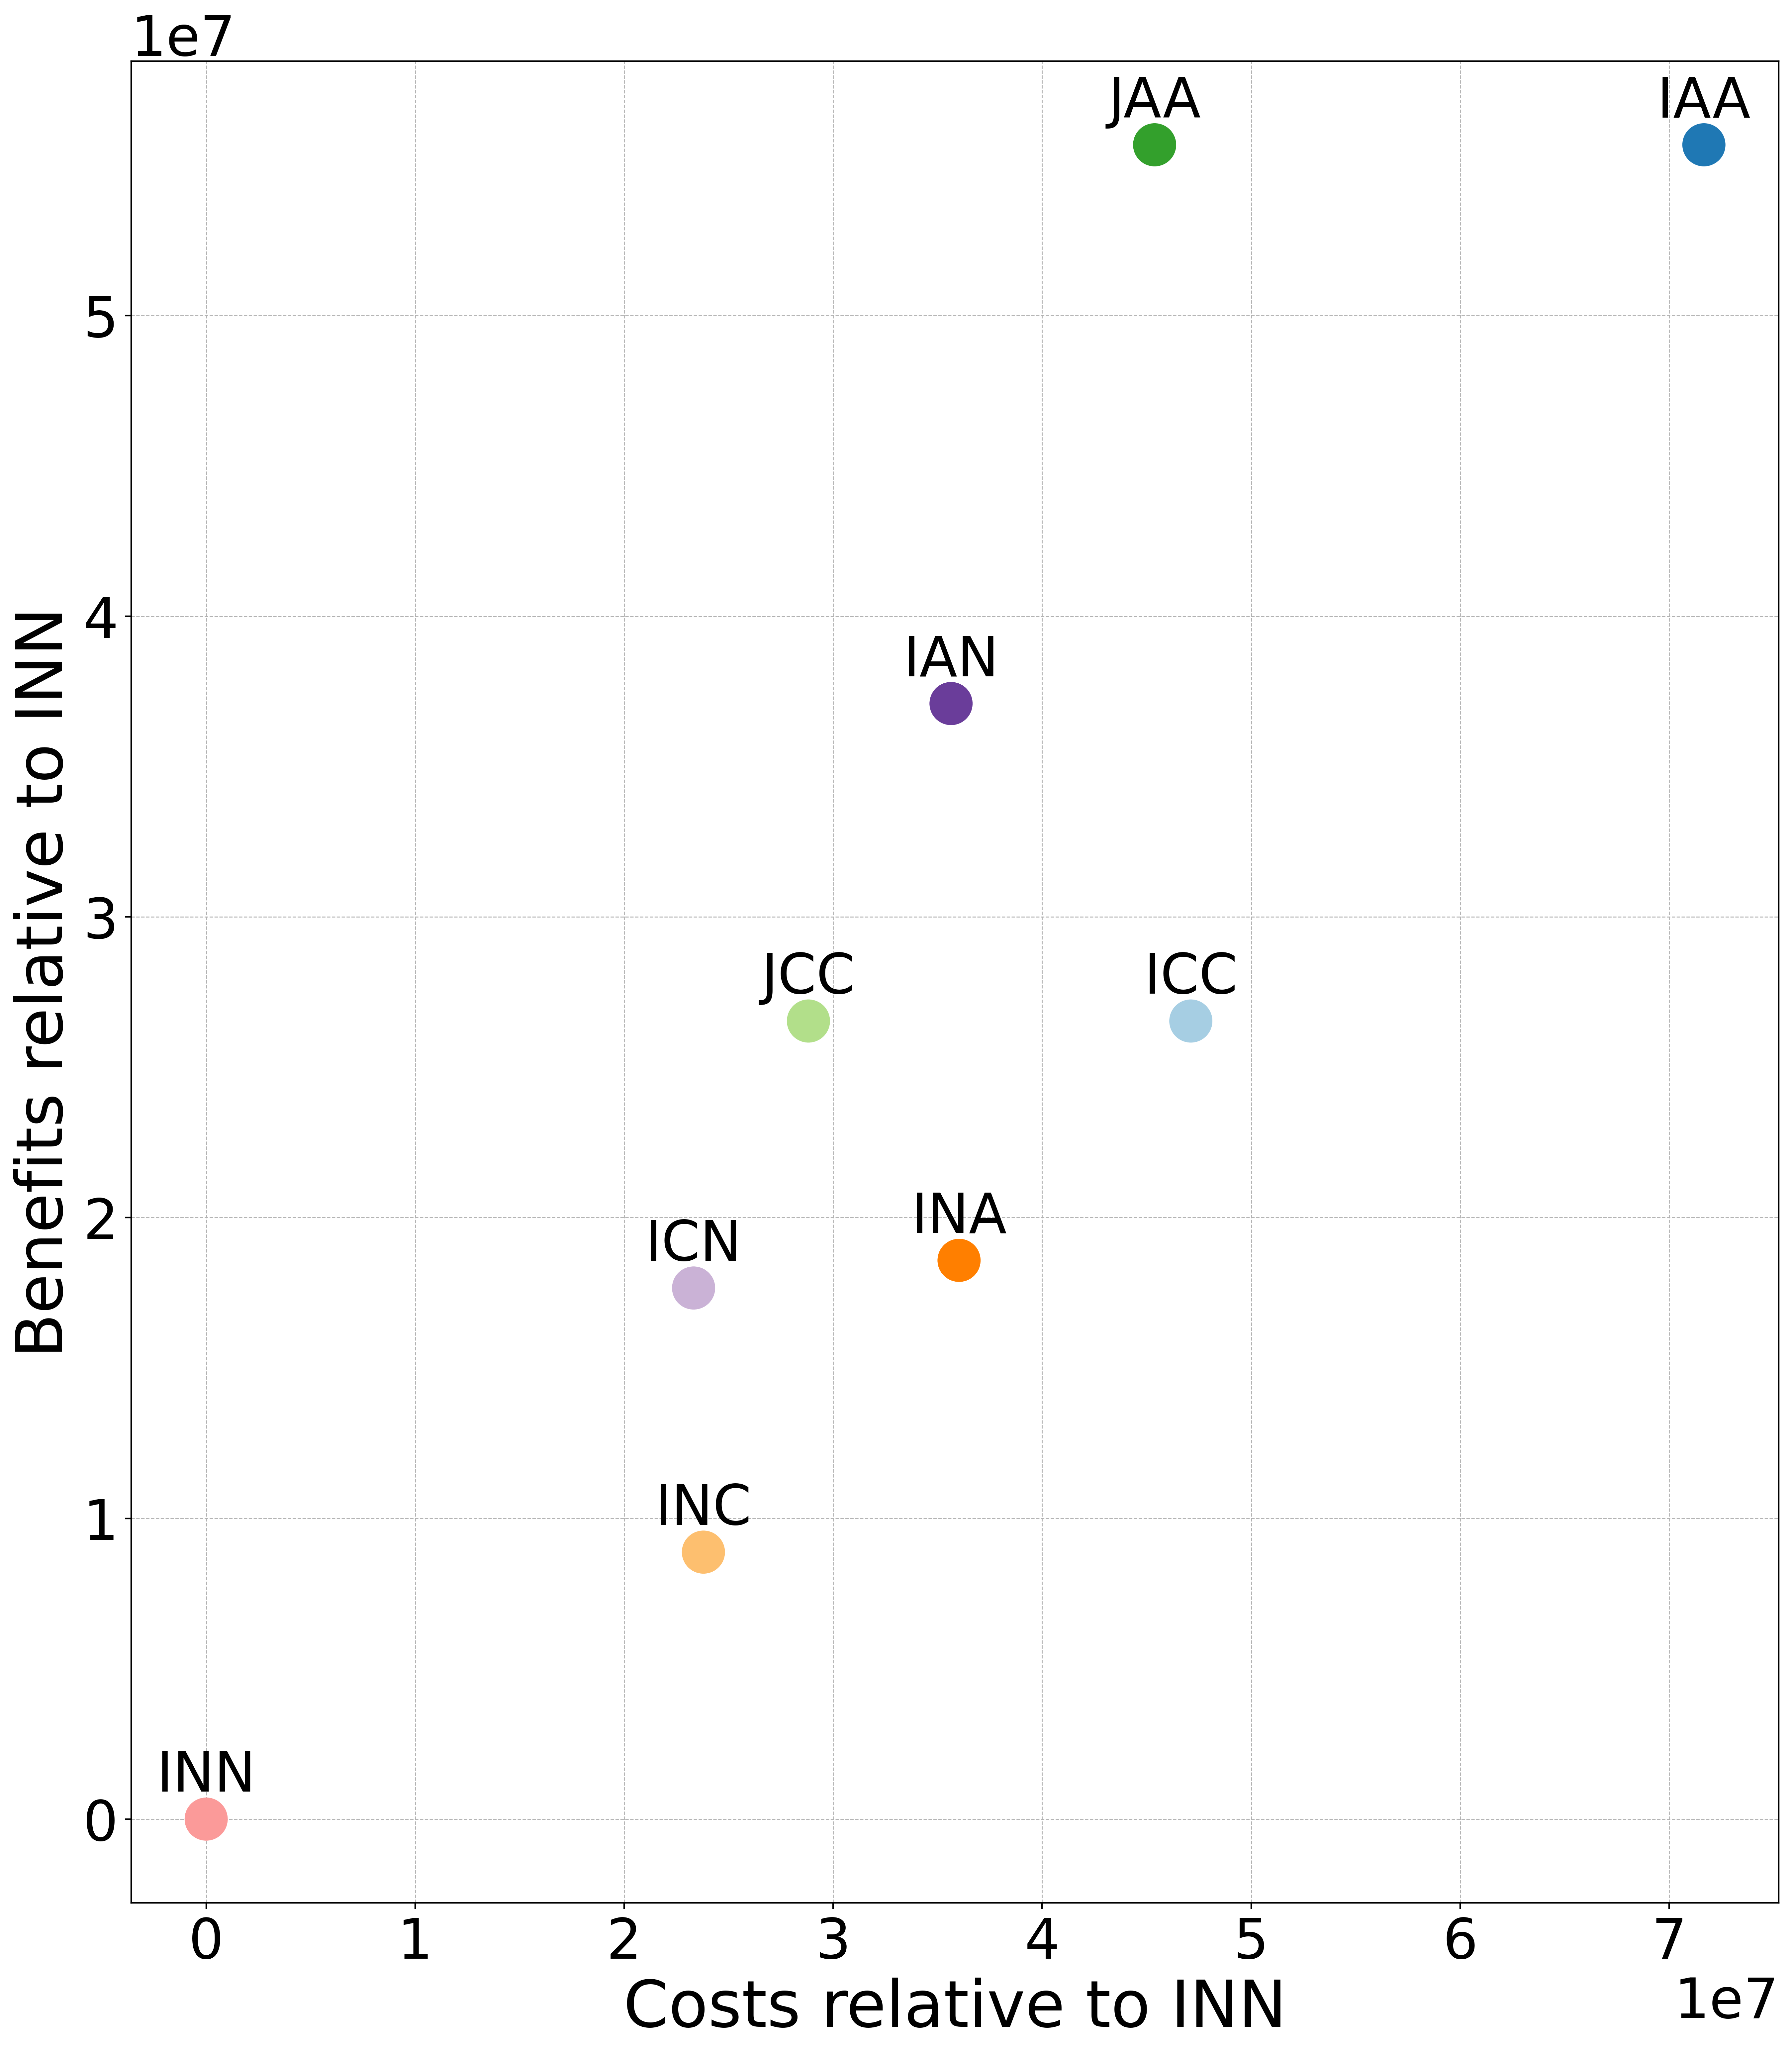 1e7
JAA
IAA
5
4
IAN
3
JCC
ICC
2
INA
ICN
INC
1
INN
0
Benefits relative to INN
0 1 2 3 4 5 6 7
Costs relative to INN
1e7